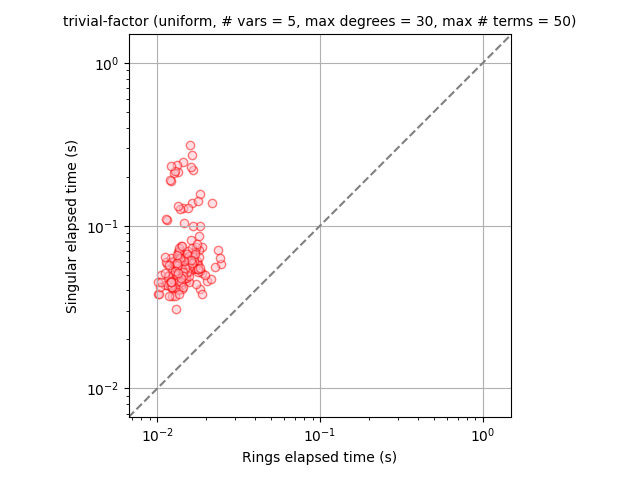 trivial-factor (uniform, # vars = 5, max degrees = 30, max # terms = 50)
10⁰
10⁻¹
10⁻²
Singular elapsed time (s)
10⁻² 10⁻¹ 10⁰
Rings elapsed time (s)